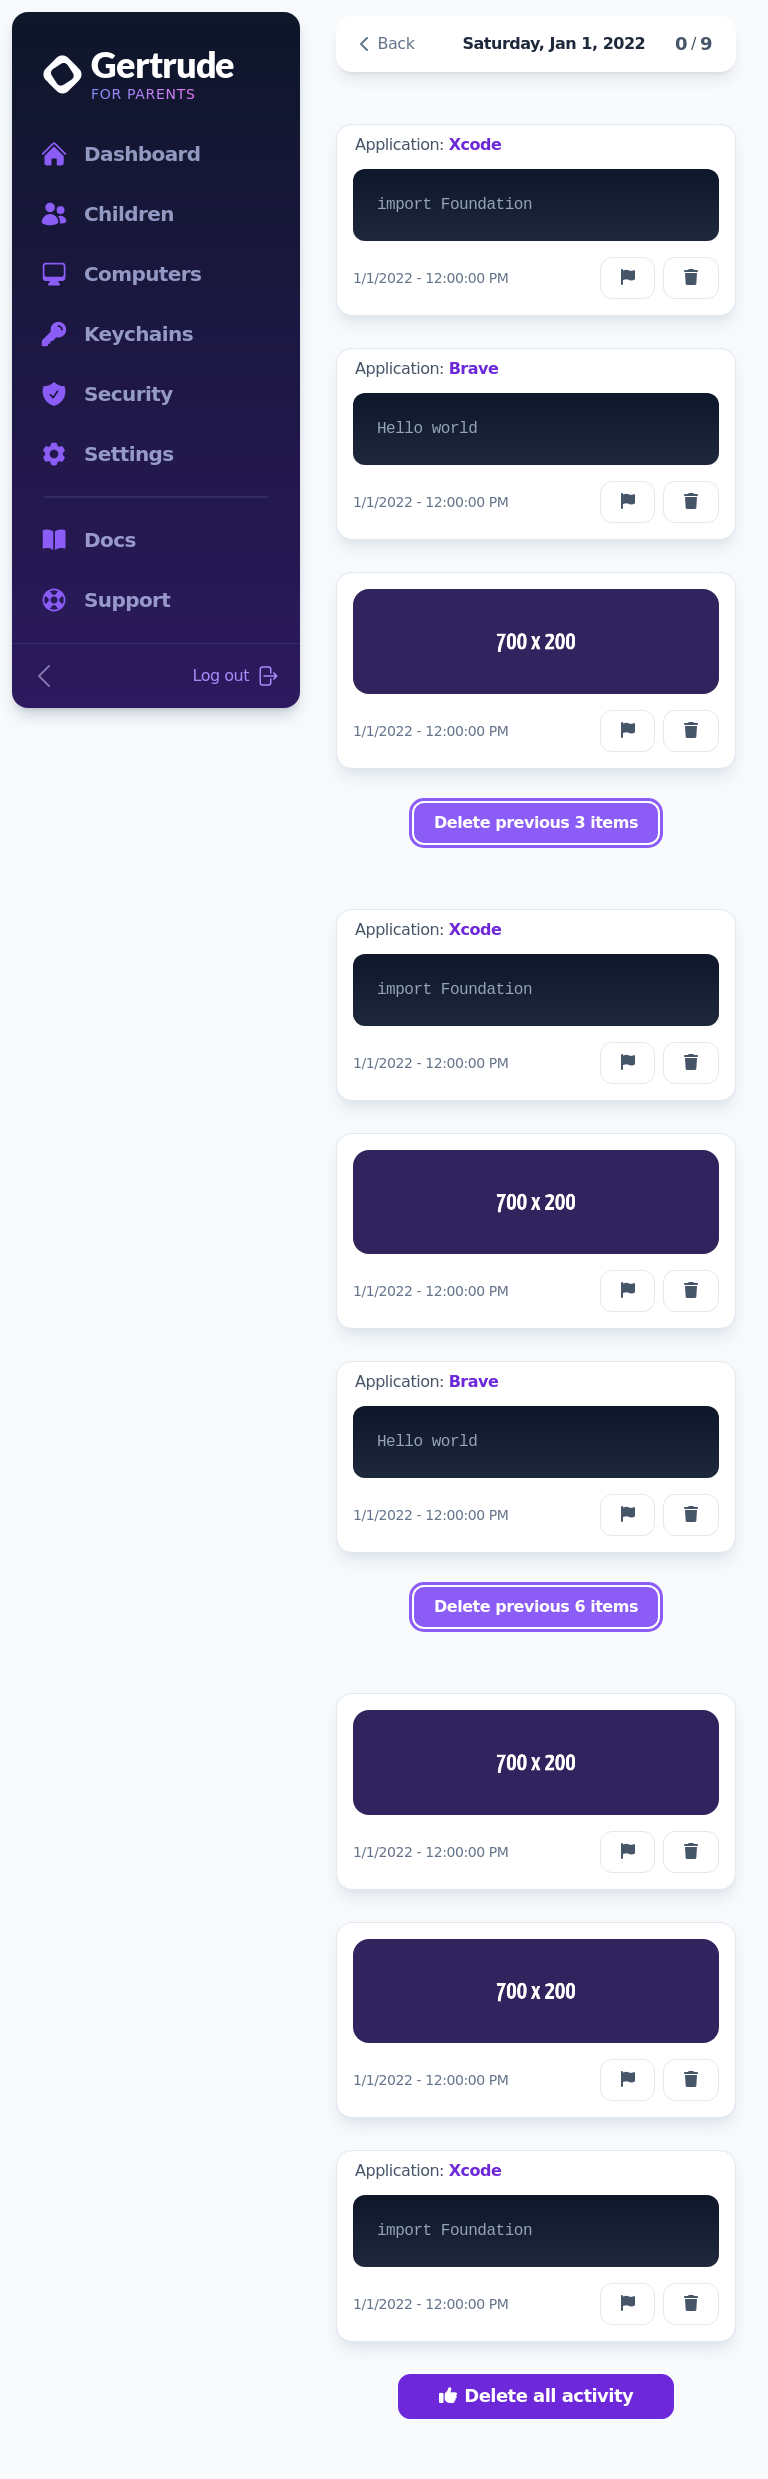 Gertrude
FOR PARENTS
Dashboard
Children
Computers
Keychains
Security
Settings
Docs
Support
Log out
Back
Saturday, Jan 1, 2022
0 / 9
Application: Xcode
import Foundation
1/1/2022 - 12:00:00 PM
Application: Brave
Hello world
1/1/2022 - 12:00:00 PM
700 x 200
1/1/2022 - 12:00:00 PM
Delete previous 3 items
Application: Xcode
import Foundation
1/1/2022 - 12:00:00 PM
700 x 200
1/1/2022 - 12:00:00 PM
Application: Brave
Hello world
1/1/2022 - 12:00:00 PM
Delete previous 6 items
700 x 200
1/1/2022 - 12:00:00 PM
700 x 200
1/1/2022 - 12:00:00 PM
Application: Xcode
import Foundation
1/1/2022 - 12:00:00 PM
Delete all activity